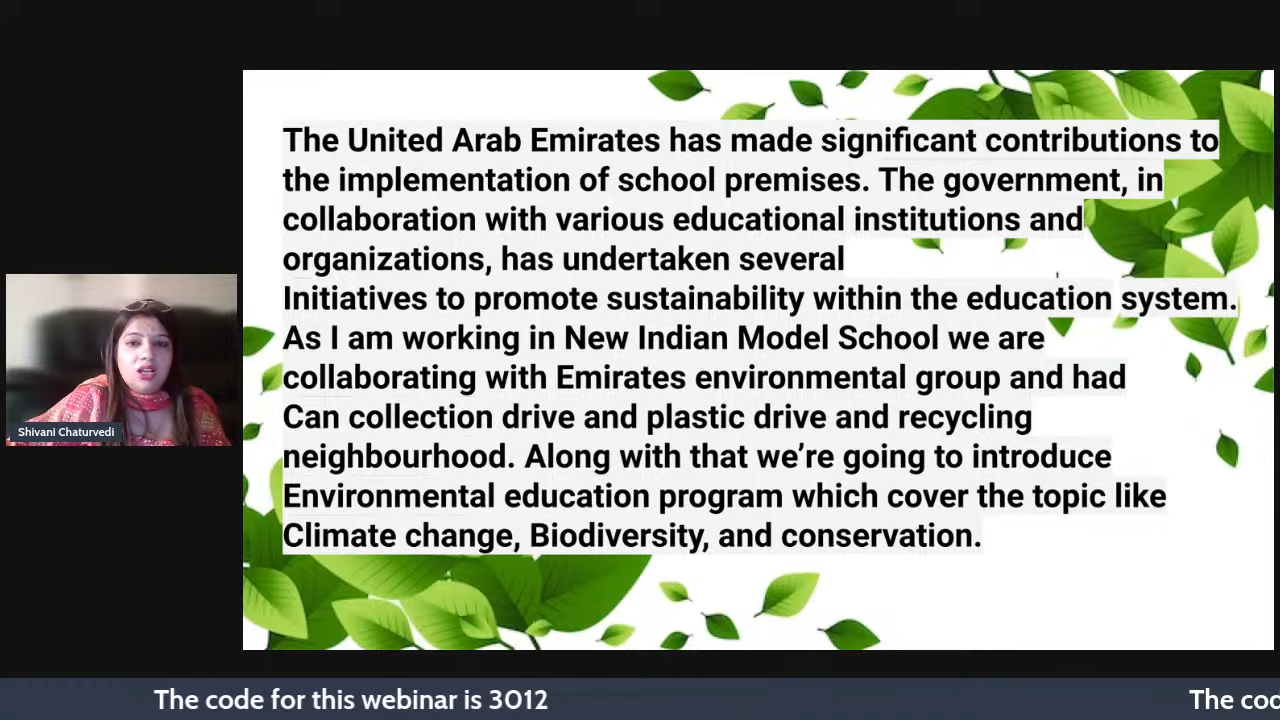 The United Arab Emirates has made significant contributions to
the implementation of school premises. The government, in
collaboration with various educational institutions and
organizations, has undertaken several
Initiatives to promote sustainability within the education system.
As I am working in New Indian Model School we are
collaborating with Emirates environmental group and had
Can collection drive and plastic drive and recycling
neighbourhood. Along with that we’re going to introduce
Environmental education program which cover the topic like
Climate change, Biodiversity, and conservation.
Shivani Chaturvedi
The code for this webinar is 3012
The cod